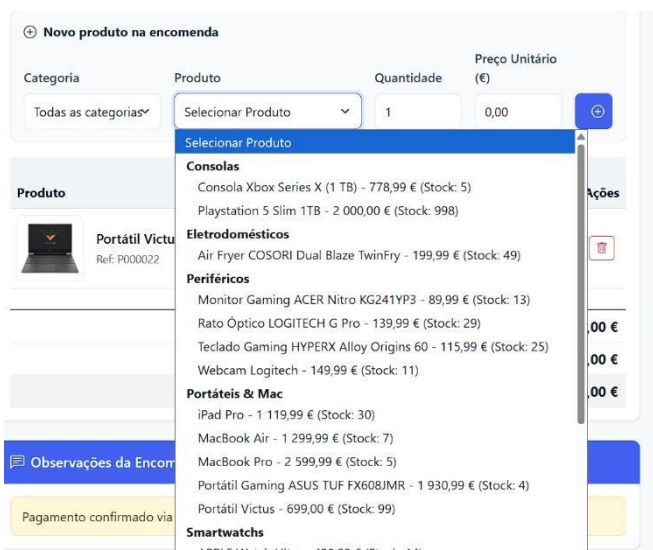 Novo produto na encomenda
Preço Unitário
Categoria Produto Quantidade (€)
Todas as categorias Selecionar Produto 1 0,00
Selecionar Produto
Consolas
Consola Xbox Series X (1 TB) - 778,99 € (Stock: 5)
Produto Ações
Playstation 5 Slim 1TB - 2 000,00 € (Stock: 998)
Eletrodomésticos
Portátil Victu
Air Fryer COSORI Dual Blaze TwinFry - 199,99 € (Stock: 49)
Ref: P000022
Periféricos
Monitor Gaming ACER Nitro KG241YP3 - 89,99 € (Stock: 13)
Rato Óptico LOGITECH G Pro - 139,99 € (Stock: 29)
,00 €
Teclado Gaming HYPERX Alloy Origins 60 - 115,99 € (Stock: 25)
,00 €
Webcam Logitech - 149,99 € (Stock: 11)
Portáteis & Mac
,00 €
iPad Pro - 1 119,99 € (Stock: 30)
MacBook Air - 1 299,99 € (Stock: 7)
Observações da Encom
MacBook Pro - 2 599,99 € (Stock: 5)
Portátil Gaming ASUS TUF FX608JMR - 1 930,99 € (Stock: 4)
Portátil Victus - 699,00 € (Stock: 99)
Pagamento confirmado via
Smartwatchs